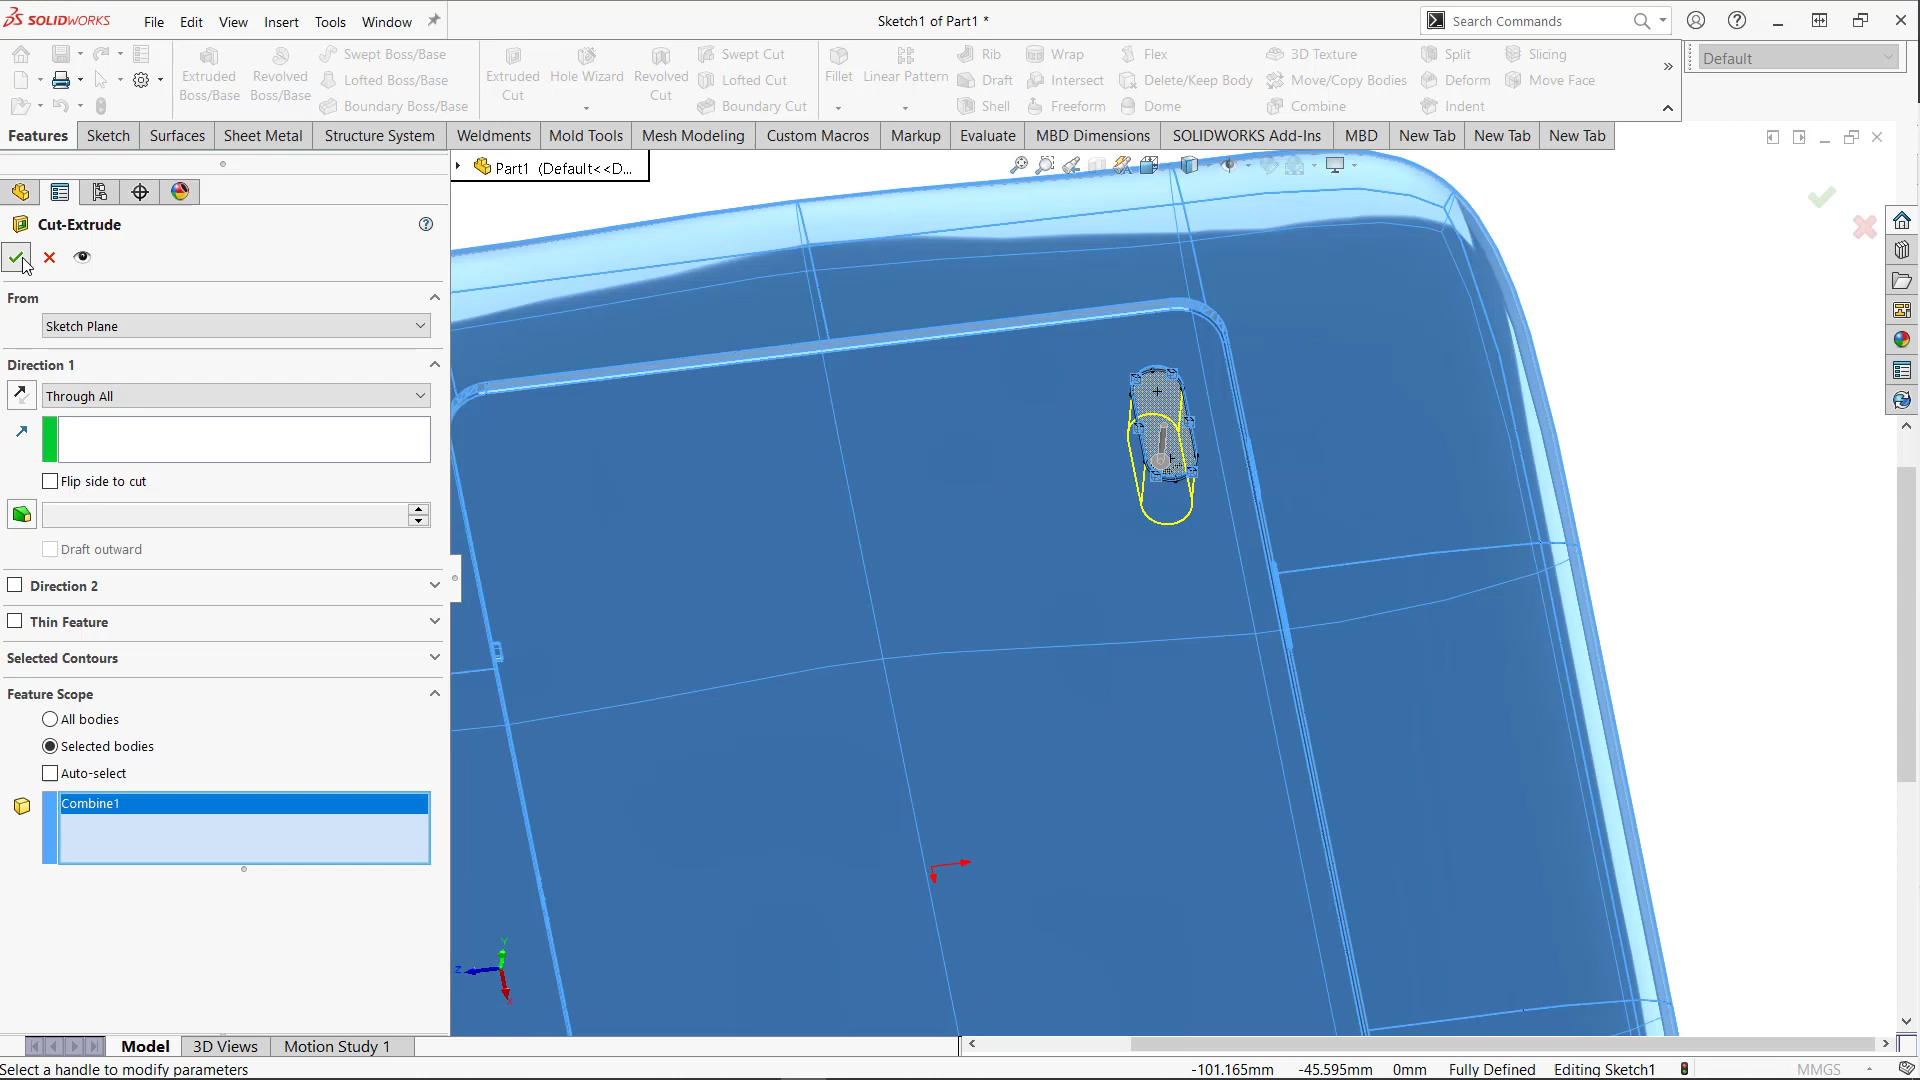 SOLIDWORKS File Edit View Insert Tools Window Sketch1 of Part1 * Search Commands
Extruded Boss/Base
Revolved Boss/Base
Swept Boss/Base
Lofted Boss/Base
Boundary Boss/Base
Extruded Cut
Hole Wizard
Revolved Cut
Swept Cut
Lofted Cut
Boundary Cut
Fillet
Linear Pattern
Rib
Draft
Shell
Wrap
Intersect
Freeform
Flex
Delete/Keep Body
Dome
3D Texture
Move/Copy Bodies
Combine
Split
Deform
Indent
Slicing
Move Face
Default
Features Sketch Surfaces Sheet Metal Structure System Weldments Mold Tools Mesh Modeling Custom Macros Markup Evaluate MBD Dimensions SOLIDWORKS Add-Ins MBD New Tab New Tab New Tab
Part1 (Default<<D...
Cut-Extrude
From
Sketch Plane
Direction 1
Through All
Flip side to cut
Draft outward
Direction 2
Thin Feature
Selected Contours
Feature Scope
All bodies
Selected bodies
Auto-select
Combine1
Y
Z
X
Model 3D Views Motion Study 1
Select a handle to modify parameters -101.165mm -45.595mm 0mm Fully Defined Editing Sketch1 MMGS